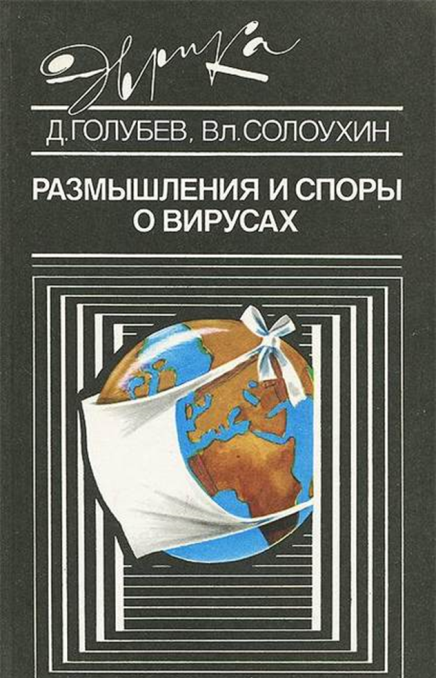 Эврика
Д.ГОЛУБЕВ, Вл.СОЛОУХИН
РАЗМЫШЛЕНИЯ И СПОРЫ
О ВИРУСАХ